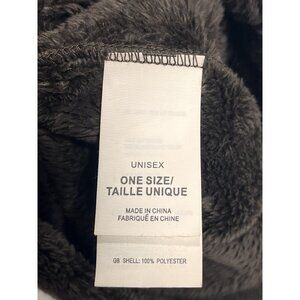 UNISEX
ONE SIZE/
TAILLE UNIQUE
MADE IN CHINA
FABRIQUÉ EN CHINE
GB SHELL: 100% POLYESTER